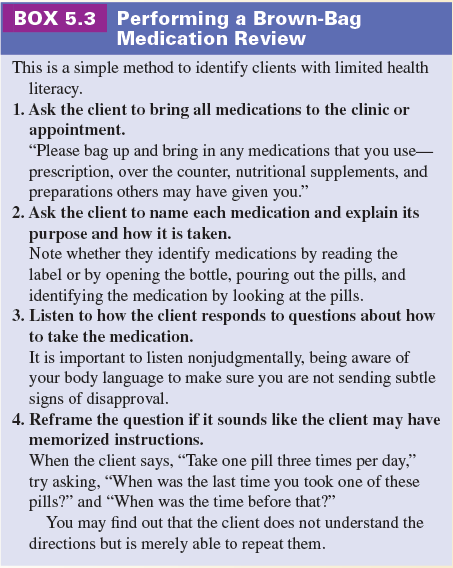 BOX 5.3 Performing a Brown-Bag
Medication Review
This is a simple method to identify clients with limited health
literacy.
1. Ask the client to bring all medications to the clinic or
appointment.
“Please bag up and bring in any medications that you use—
prescription, over the counter, nutritional supplements, and
preparations others may have given you.”
2. Ask the client to name each medication and explain its
purpose and how it is taken.
Note whether they identify medications by reading the
label or by opening the bottle, pouring out the pills, and
identifying the medication by looking at the pills.
3. Listen to how the client responds to questions about how
to take the medication.
It is important to listen nonjudgmentally, being aware of
your body language to make sure you are not sending subtle
signs of disapproval.
4. Reframe the question if it sounds like the client may have
memorized instructions.
When the client says, “Take one pill three times per day,”
try asking, “When was the last time you took one of these
pills?” and “When was the time before that?”
You may find out that the client does not understand the
directions but is merely able to repeat them.